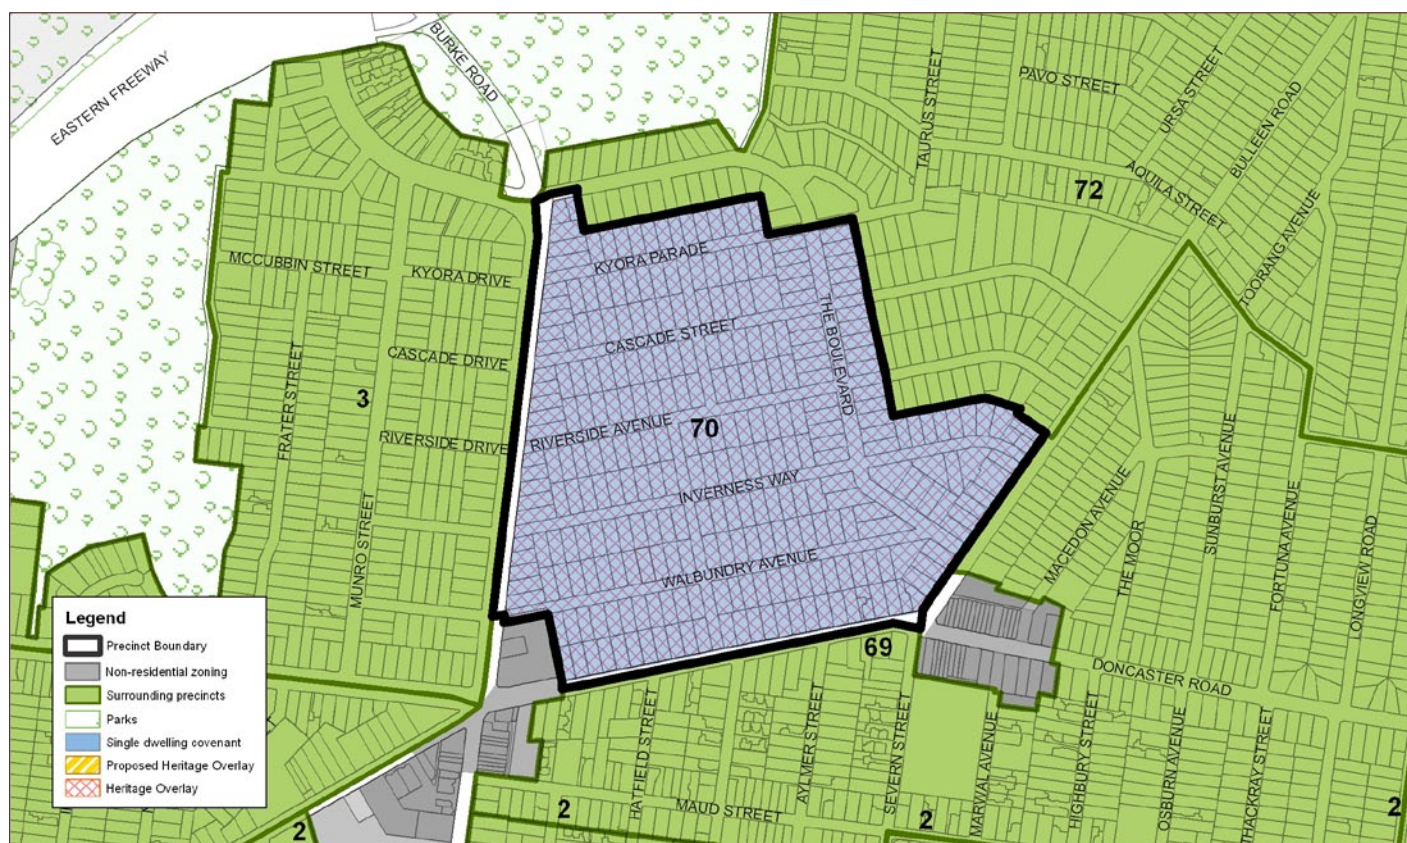 BURKE ROAD
EASTERN FREEWAY
TAURUS STREET
PAVO STREET
URSA STREET
BULLEEN ROAD
AQUILA STREET
72
TOORANG AVENUE
MCCUBBIN STREET
KYORA DRIVE
KYORA PARADE
CASCADE STREET
THE BOULEVARD
CASCADE DRIVE
FRATER STREET
3
RIVERSIDE DRIVE
RIVERSIDE AVENUE
70
INVERNESS WAY
MUNRO STREET
WALBUNDRY AVENUE
MACEDON AVENUE
THE MOOR
SUNBURST AVENUE
FORTUNA AVENUE
LONGVIEW ROAD
69
DONCASTER ROAD
Legend
Precinct Boundary
Non-residential zoning
Surrounding precincts
Parks
Single dwelling covenant
Proposed Heritage Overlay
Heritage Overlay
HATFIELD STREET
AYLMER STREET
SEVERN STREET
MARWAL AVENUE
HIGHBURY STREET
OSBURN AVENUE
THACKRAY STREET
MAUD STREET
2
2
2
2